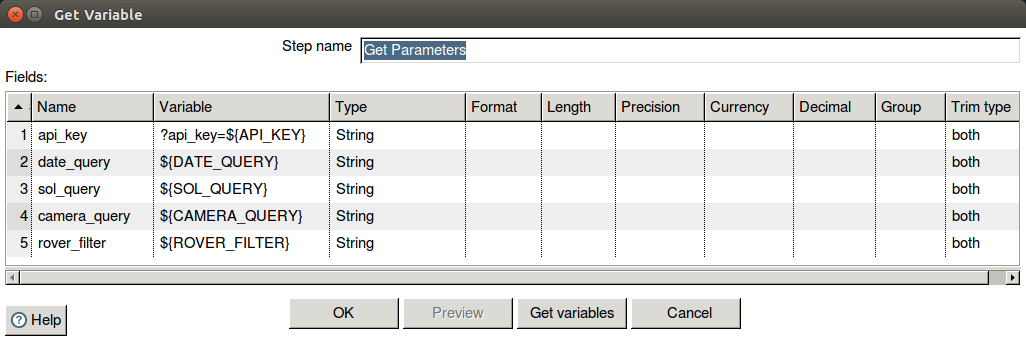 Get Variable
Step name Get Parameters
Fields:
Name Variable Type Format Length Precision Currency Decimal Group Trim type
1 api_key ?api_key=${API_KEY} String both
2 date_query ${DATE_QUERY} String both
3 sol_query ${SOL_QUERY} String both
4 camera_query ${CAMERA_QUERY} String both
5 rover_filter ${ROVER_FILTER} String both
Help OK Preview Get variables Cancel